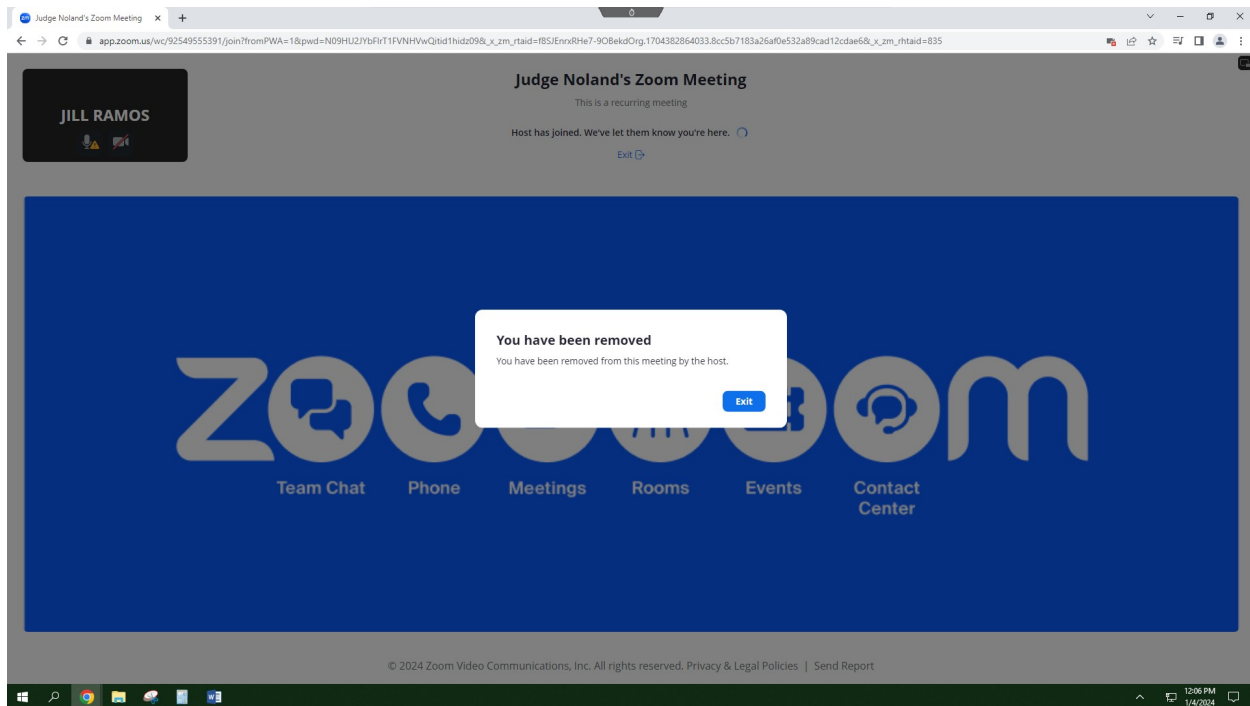 Judge Noland's Zoom Meeting
app.zoom.us/wc/92549555391/join?fromPWA=1&pwd=N09HU2JYbFIrT1FVNHVwQitid1hidz09&_x_zm_rtaid=f8SJEnrxRHe7-9OBekdOrg.1704382864033.8cc5b7183a26af0e532a89cad12cdae6&_x_zm_rhtaid=835
JILL RAMOS
Judge Noland's Zoom Meeting
This is a recurring meeting
Host has joined. We've let them know you're here.
Exit
You have been removed
You have been removed from this meeting by the host.
Exit
zoom
Team Chat Phone Meetings Rooms Events Contact Center
© 2024 Zoom Video Communications, Inc. All rights reserved. Privacy & Legal Policies | Send Report
12:06 PM
1/4/2024